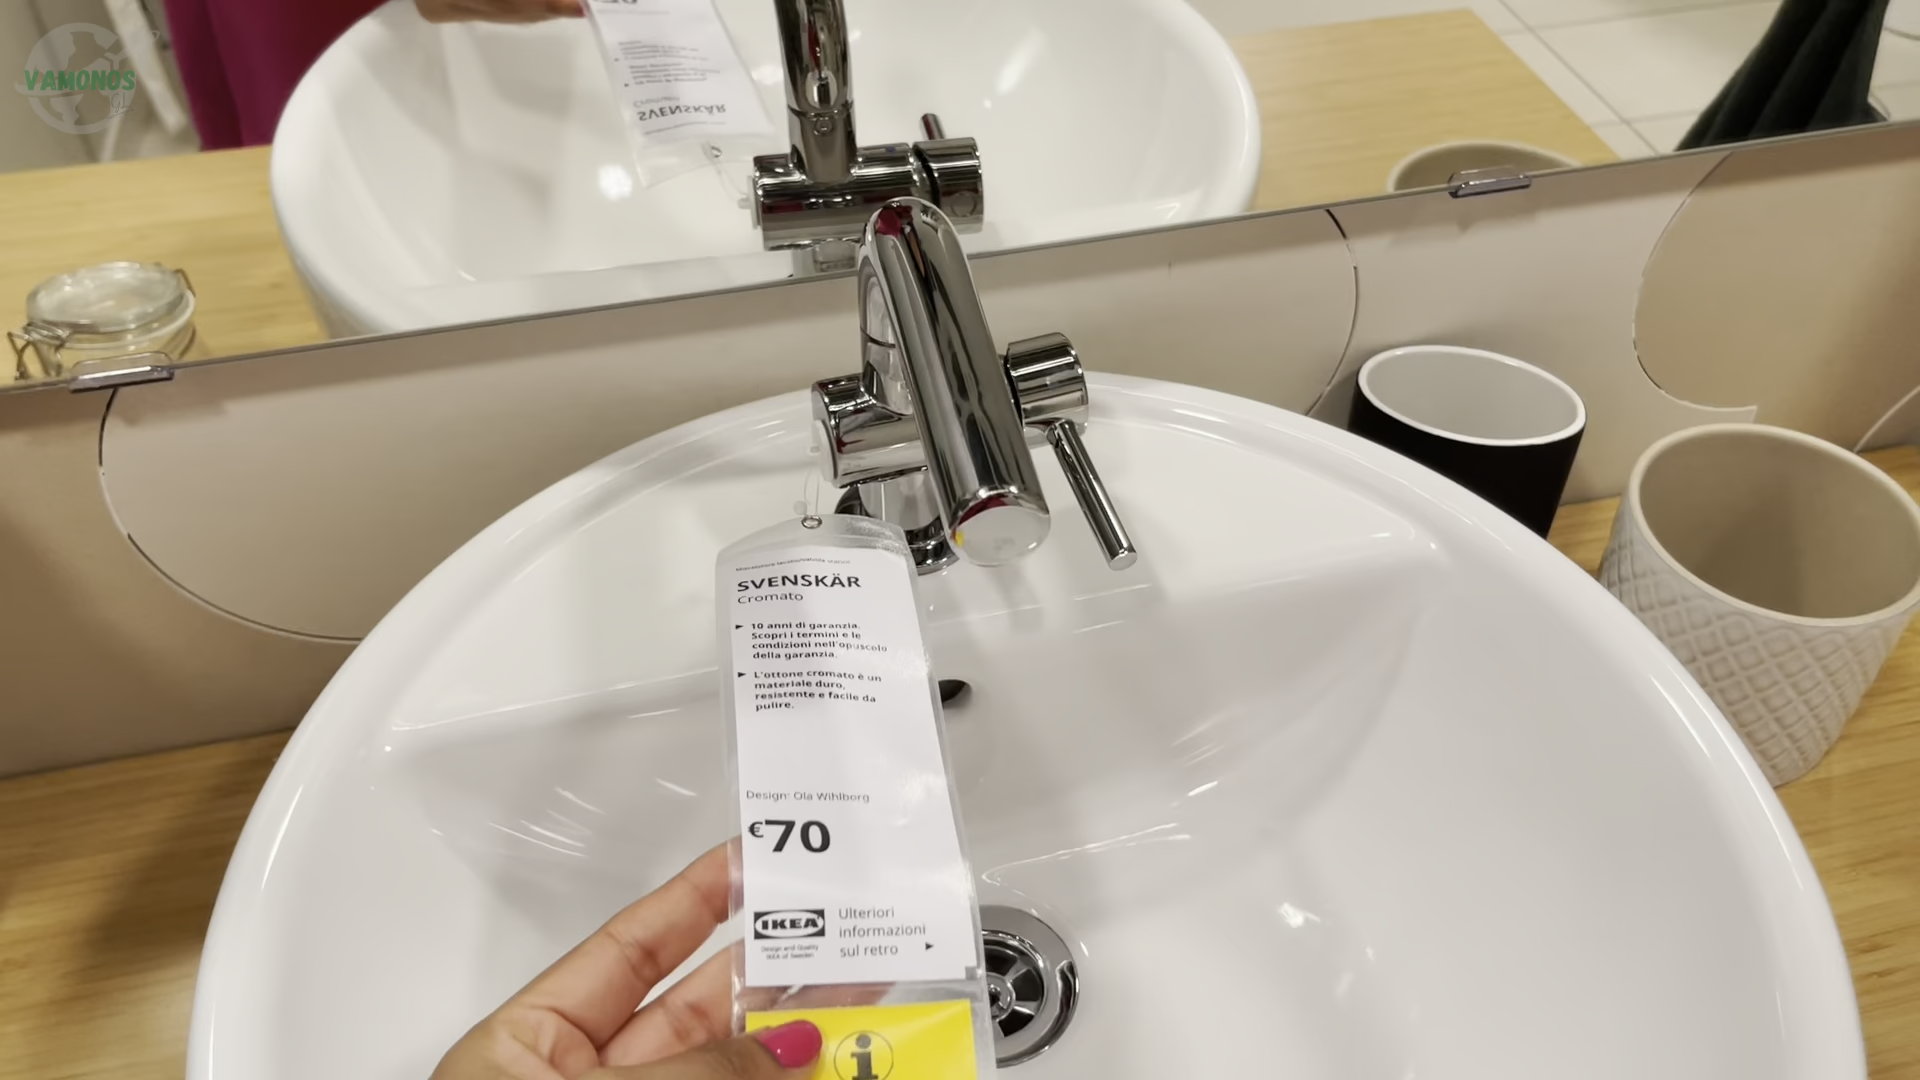 VAMONOS
SVENSKÄR
SVENSKÄR
Cromato
► 10 anni di garanzia.
Scopri i termini e le
condizioni nell'opuscolo
della garanzia.
► L'ottone cromato è un
materiale duro,
resistente e facile da
pulire.
Design: Ola Wihlborg
€70
IKEA
Design and Quality
IKEA of Sweden
Ulteriori
informazioni
sul retro ►
i